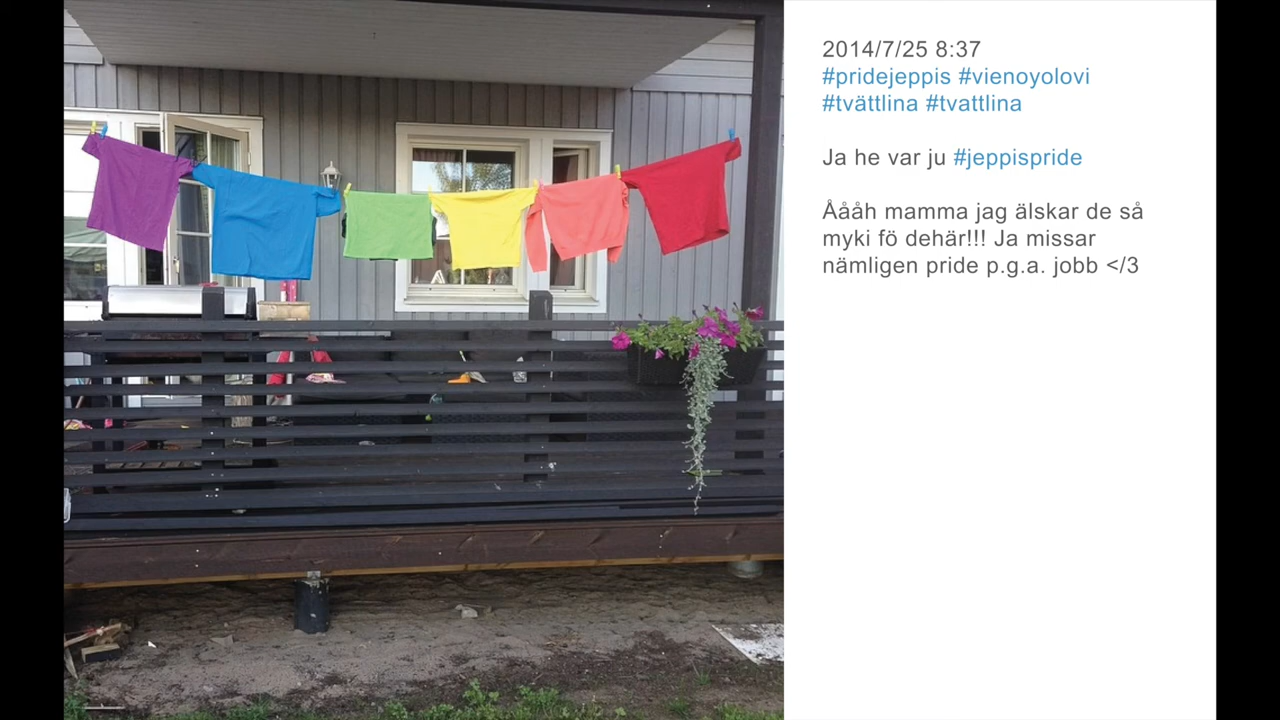 2014/7/25 8:37
#pridejeppis #vienoyolovi
#tvättlina #tvattlina
Ja he var ju #jeppispride
Åååh mamma jag älskar de så
myki fö dehär!!! Ja missar
nämligen pride p.g.a. jobb </3